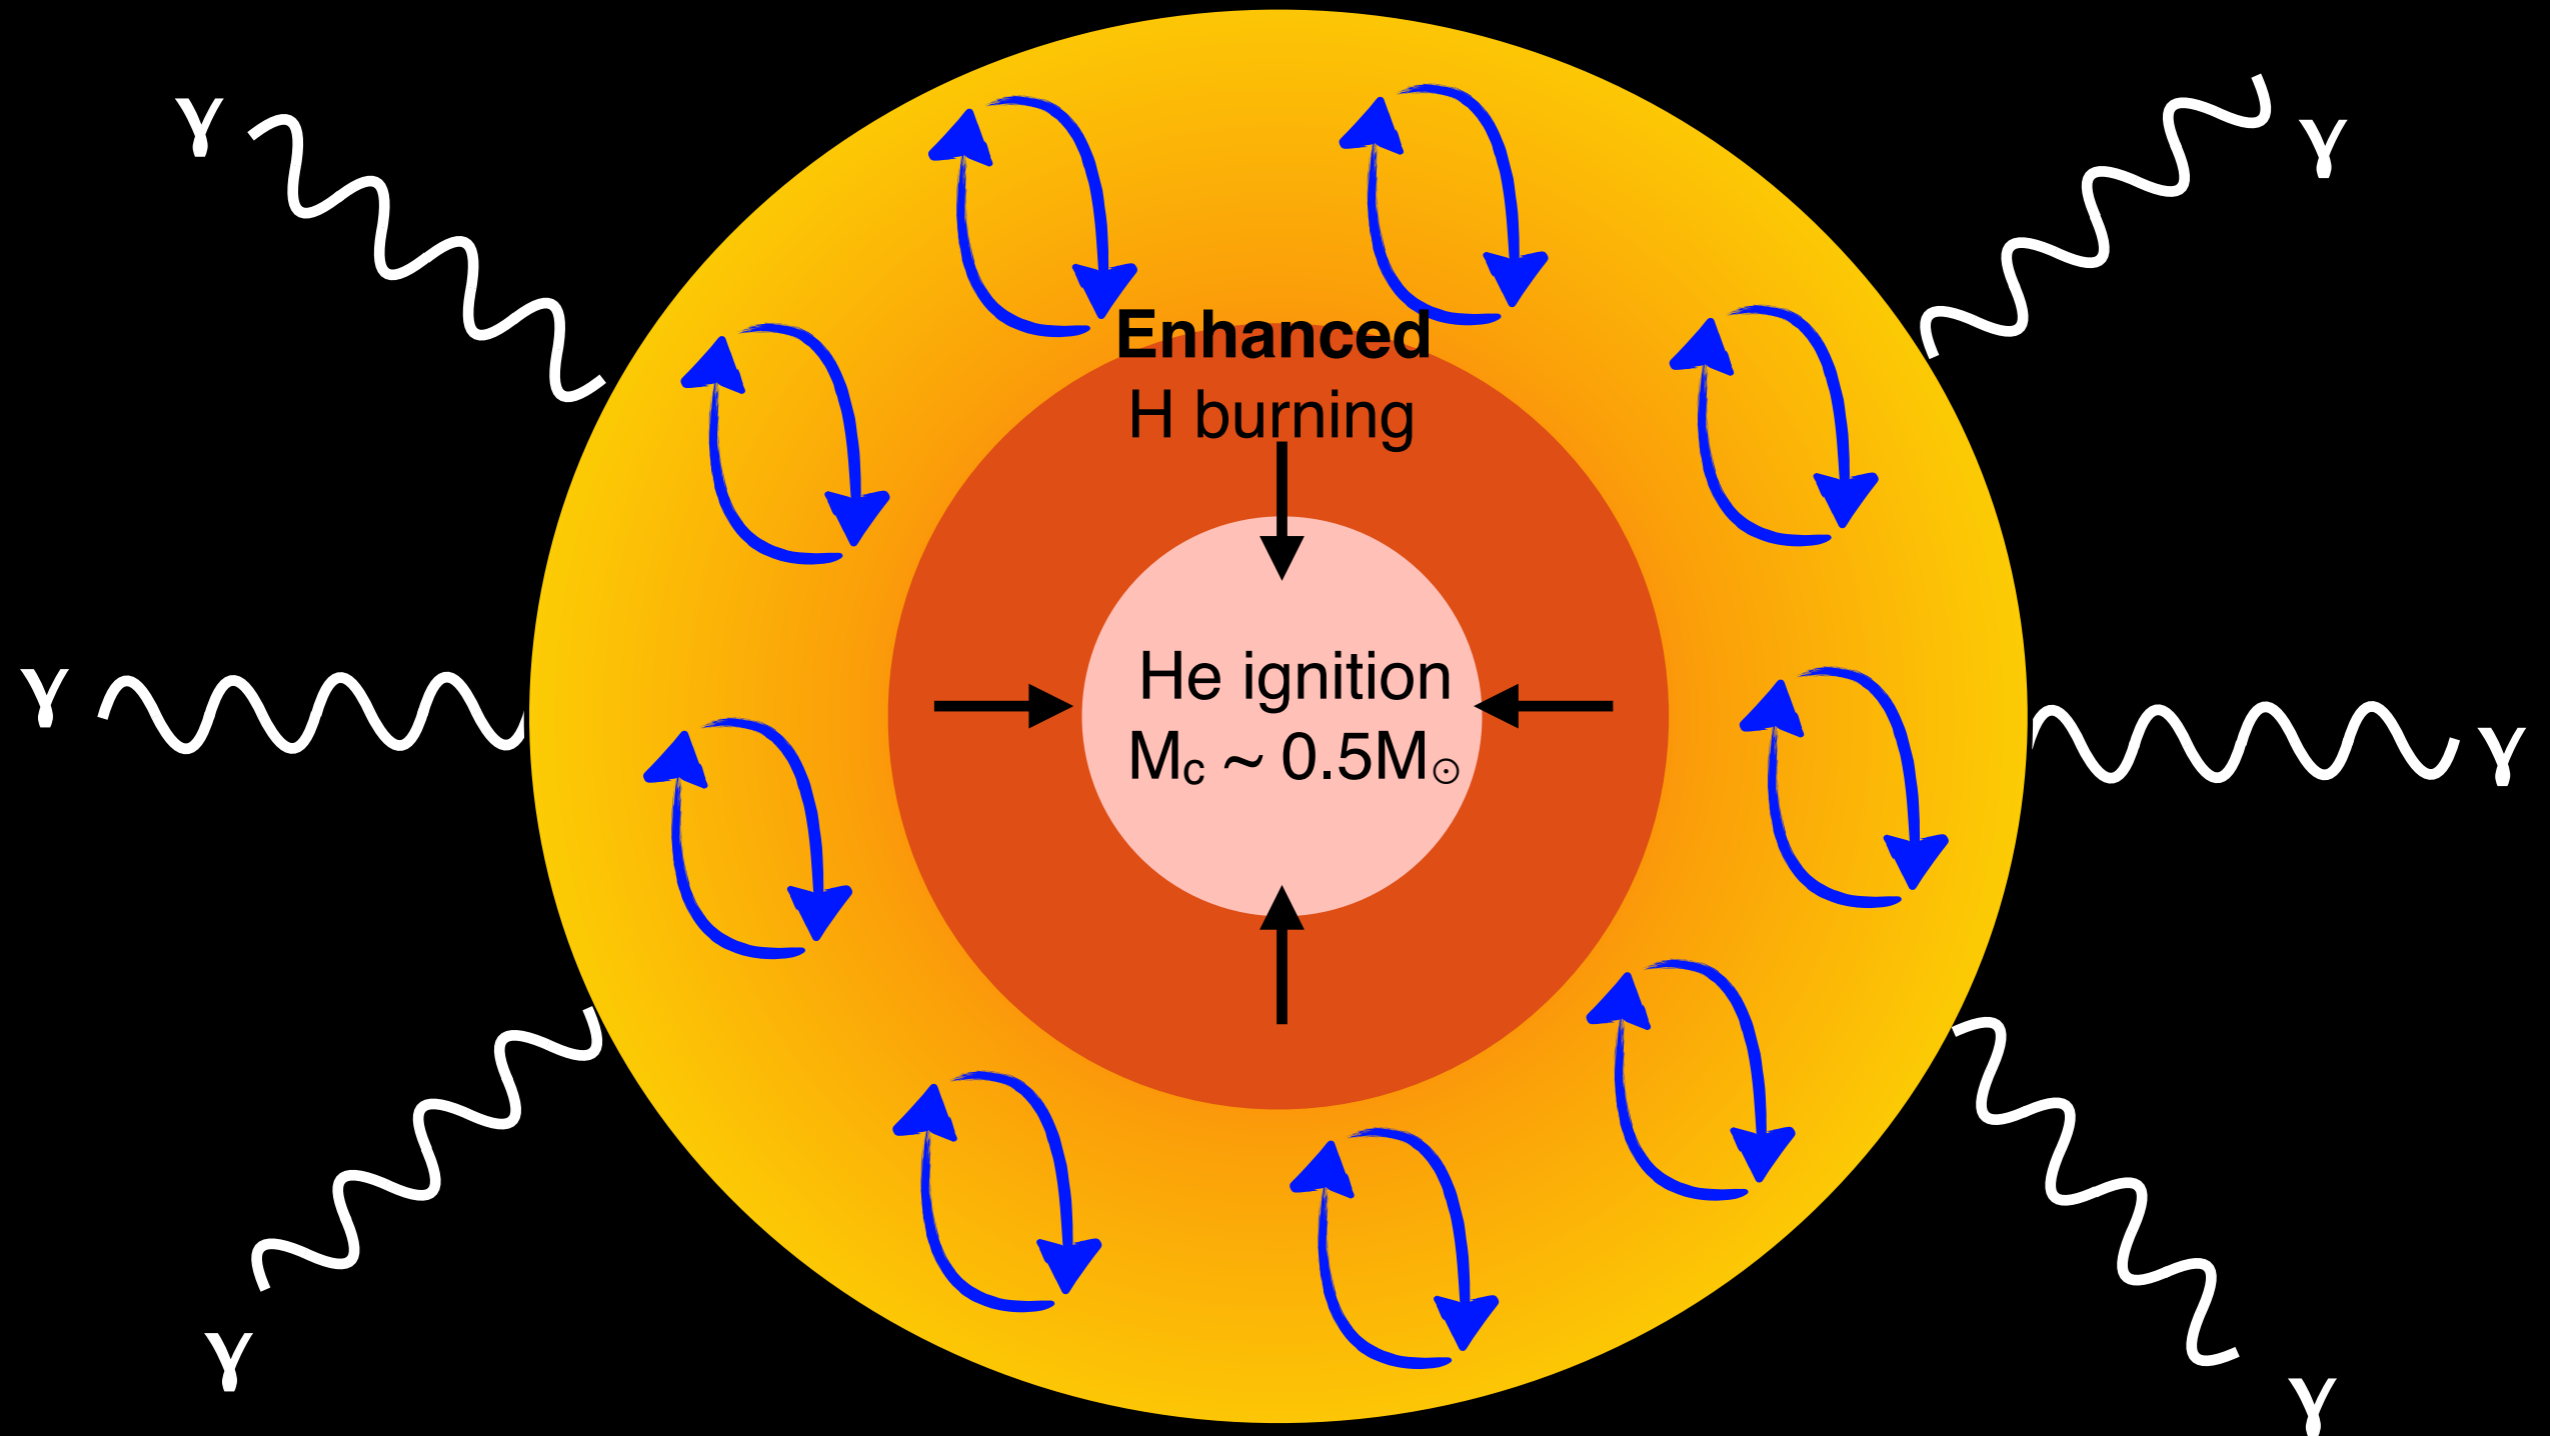 γ
γ
Enhanced
H burning
He ignition
Mc ~ 0.5M☉
γ
γ
γ
γ